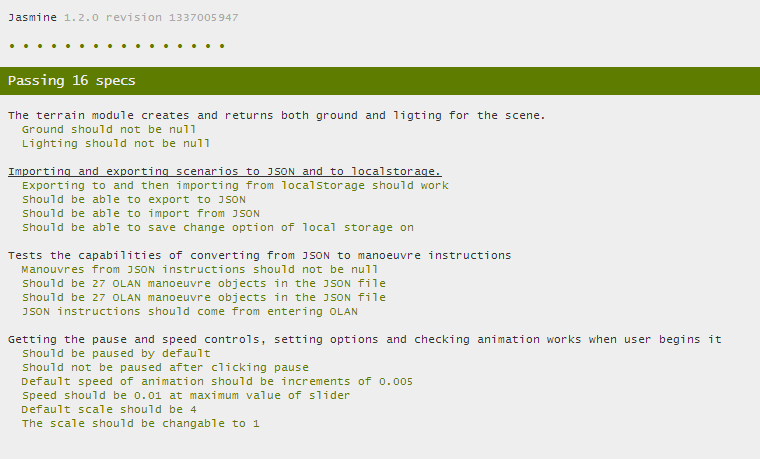 Jasmine 1.2.0 revision 1337005947
• • • • • • • • • • • • • • • •
Passing 16 specs
The terrain module creates and returns both ground and ligting for the scene.
Ground should not be null
Lighting should not be null
Importing and exporting scenarios to JSON and to localstorage.
Exporting to and then importing from localStorage should work
Should be able to export to JSON
Should be able to import from JSON
Should be able to save change option of local storage on
Tests the capabilities of converting from JSON to manoeuvre instructions
Manouvres from JSON instructions should not be null
Should be 27 OLAN manoeuvre objects in the JSON file
Should be 27 OLAN manoeuvre objects in the JSON file
JSON instructions should come from entering OLAN
Getting the pause and speed controls, setting options and checking animation works when user begins it
Should be paused by default
Should not be paused after clicking pause
Default speed of animation should be increments of 0.005
Speed should be 0.01 at maximum value of slider
Default scale should be 4
The scale should be changable to 1